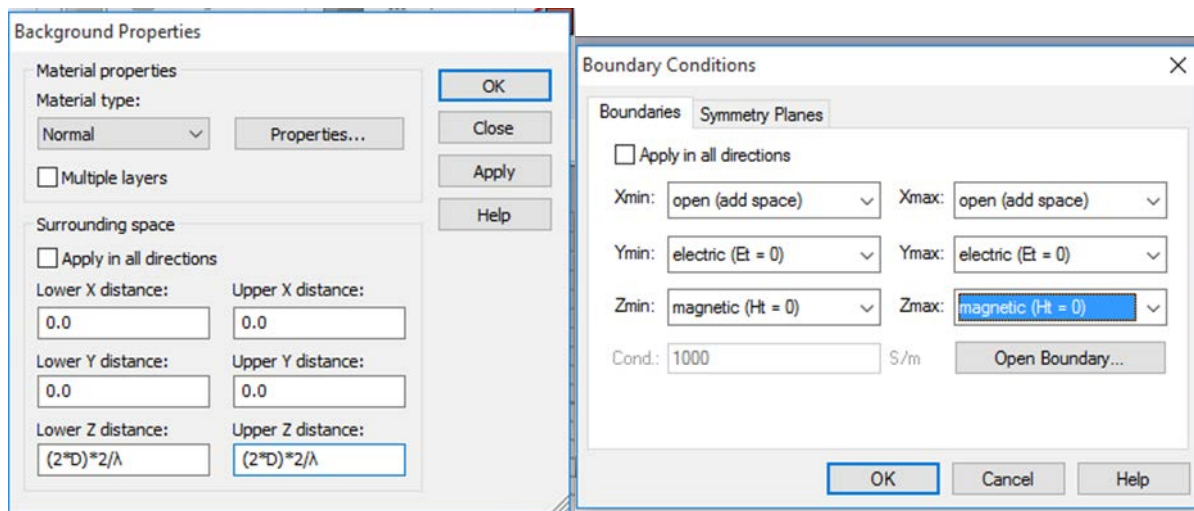 Background Properties
Material properties
Material type:
Normal
Properties...
Multiple layers
Surrounding space
Apply in all directions
Lower X distance:
Upper X distance:
0.0
0.0
Lower Y distance:
Upper Y distance:
0.0
0.0
Lower Z distance:
Upper Z distance:
(2*D)*2/λ
(2*D)*2/λ
OK
Close
Apply
Help
Boundary Conditions
Boundaries
Symmetry Planes
Apply in all directions
Xmin: open (add space)
Xmax: open (add space)
Ymin: electric (Et = 0)
Ymax: electric (Et = 0)
Zmin: magnetic (Ht = 0)
Zmax: magnetic (Ht = 0)
Cond.: 1000 S/m
Open Boundary...
OK
Cancel
Help